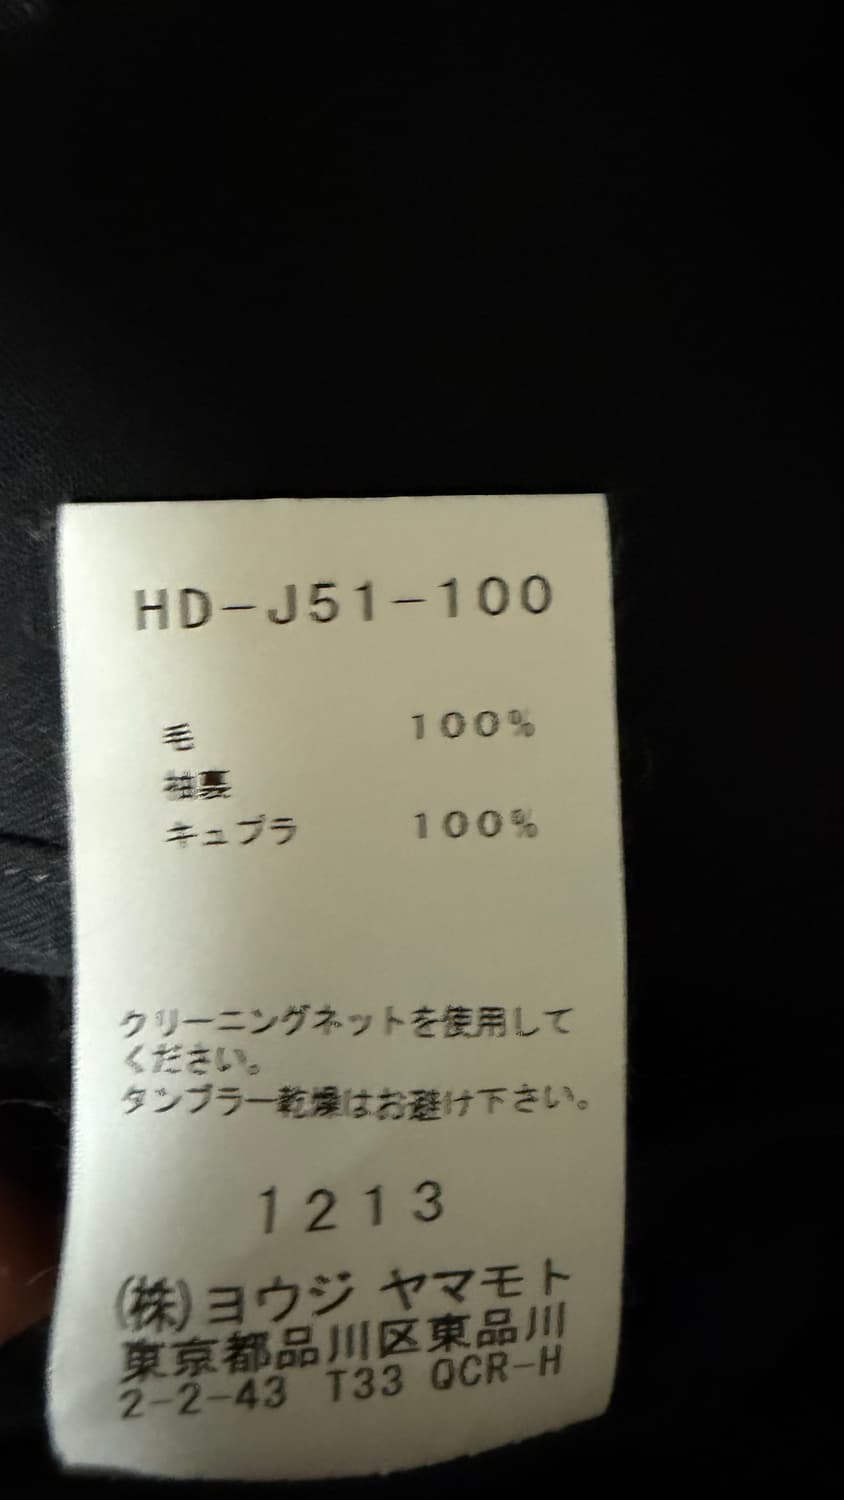 HD-J51-100
毛 100%
袖裏
キュプラ 100%
クリーニングネットを使用して
ください。
タンブラー乾燥はお避け下さい。
1213
(株)ヨウジ ヤマモト
東京都品川区東品川
2-2-43 T33 QCR-H